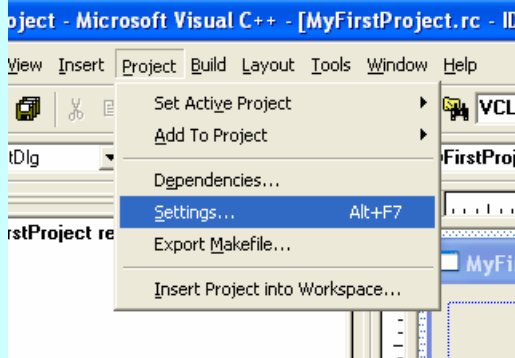 oject - Microsoft Visual C++ - [MyFirstProject.rc - ID
View Insert Project Build Layout Tools Window Help
VCL
tDlg
FirstProj
Set Active Project
Add To Project
Dependencies...
Settings... Alt+F7
Export Makefile...
Insert Project into Workspace...
rstProject re
MyFi